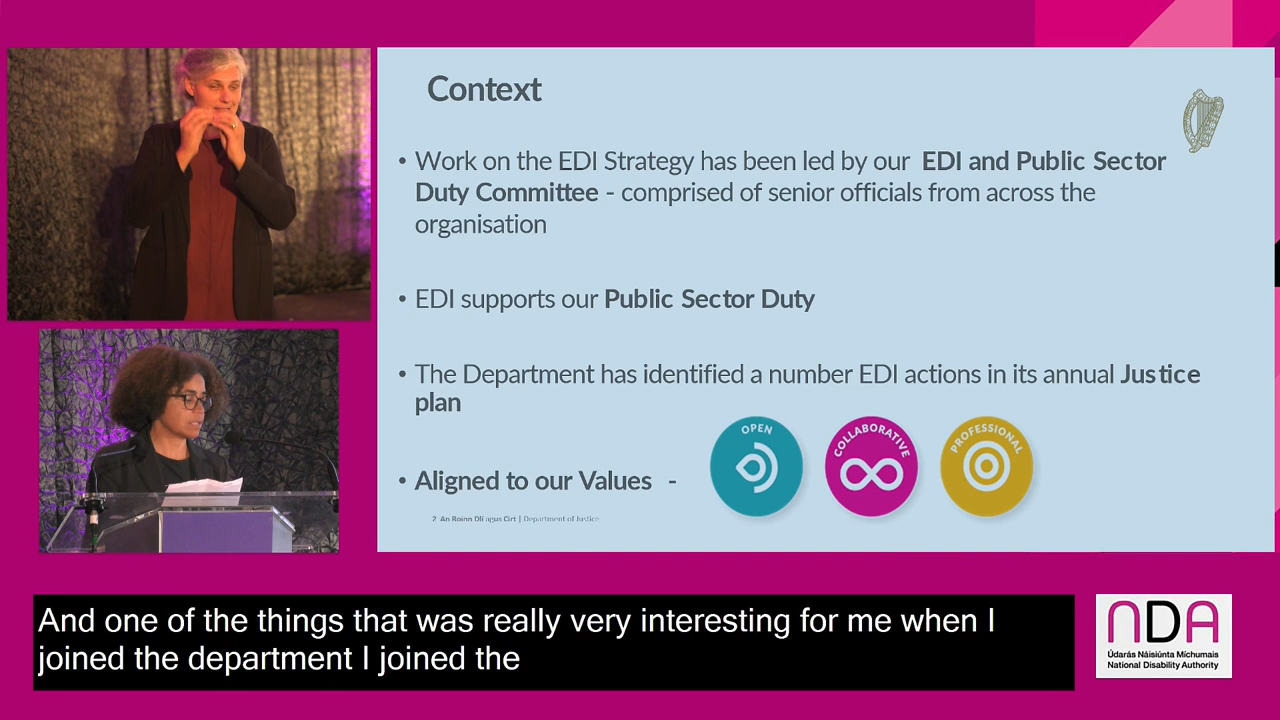 Context
• Work on the EDI Strategy has been led by our EDI and Public Sector
Duty Committee - comprised of senior officials from across the
organisation
• EDI supports our Public Sector Duty
• The Department has identified a number EDI actions in its annual Justice
plan
• Aligned to our Values -
OPEN
COLLABORATIVE
PROFESSIONAL
2 An Roinn Dlí agus Cirt | Department of Justice
And one of the things that was really very interesting for me when I
joined the department I joined the
NDA
Údarás Náisiúnta Míchumais
National Disability Authority